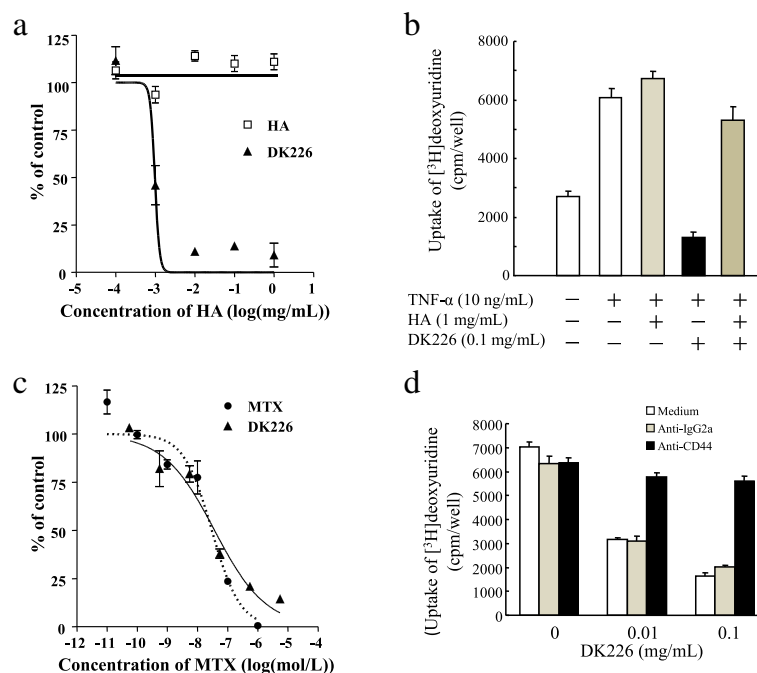 a
125
100
75
50
25
0
% of control
HA
DK226
-5 -4 -3 -2 -1 0 1
Concentration of HA (log(mg/mL))
b
8000
6000
4000
2000
0
Uptake of [³H]deoxyuridine
(cpm/well)
TNF-α (10 ng/mL) − + + + +
HA (1 mg/mL) − − + − +
DK226 (0.1 mg/mL) − − − + +
c
125
100
75
50
25
0
% of control
MTX
DK226
-12 -11 -10 -9 -8 -7 -6 -5 -4
Concentration of MTX (log(mol/L))
d
Medium
Anti-IgG2a
Anti-CD44
8000
7000
6000
5000
4000
3000
2000
1000
0
(Uptake of [³H]deoxyuridine
(cpm/well)
0 0.01 0.1
DK226 (mg/mL)